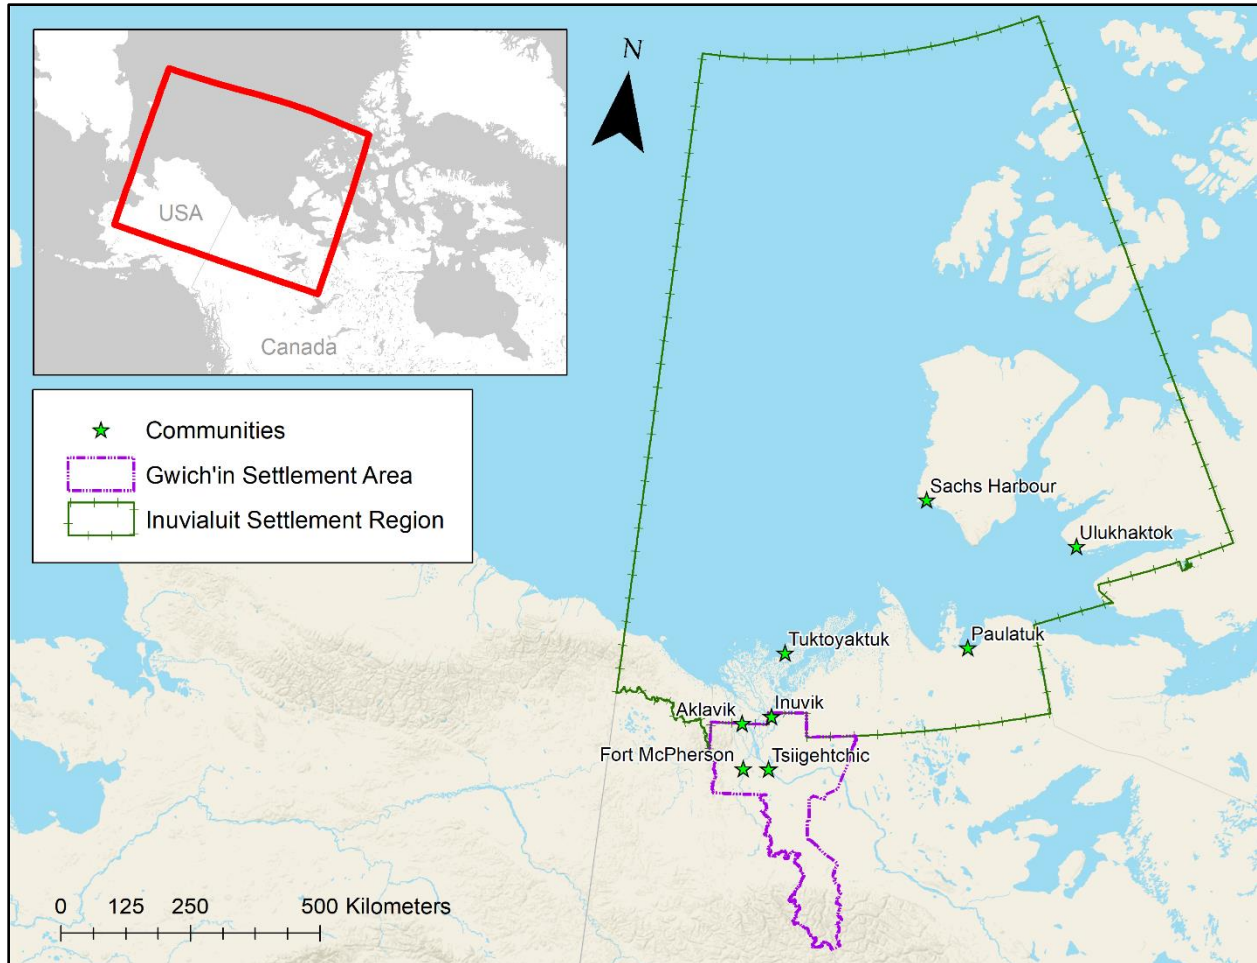 N
USA
Canada
Communities
Gwich'in Settlement Area
Inuvialuit Settlement Region
Sachs Harbour
Ulukhaktok
Tuktoyaktuk
Paulatuk
Aklavik
Inuvik
Fort McPherson
Tsiigehtchic
0 125 250 500 Kilometers